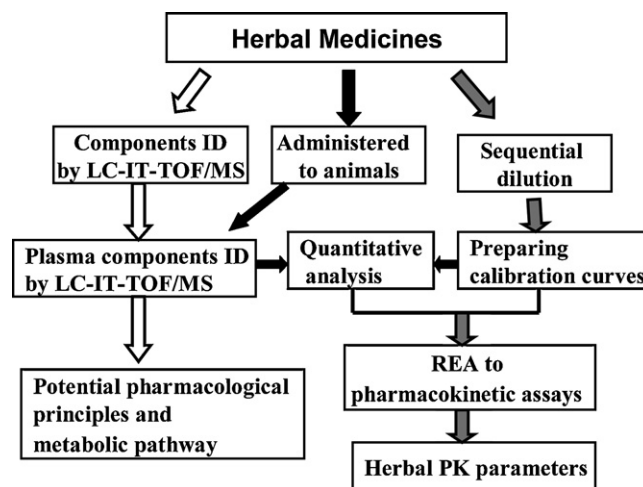 Herbal Medicines
Components ID
by LC-IT-TOF/MS
Administered
to animals
Sequential
dilution
Plasma components ID
by LC-IT-TOF/MS
Quantitative
analysis
Preparing
calibration curves
Potential pharmacological
principles and
metabolic pathway
REA to
pharmacokinetic assays
Herbal PK parameters